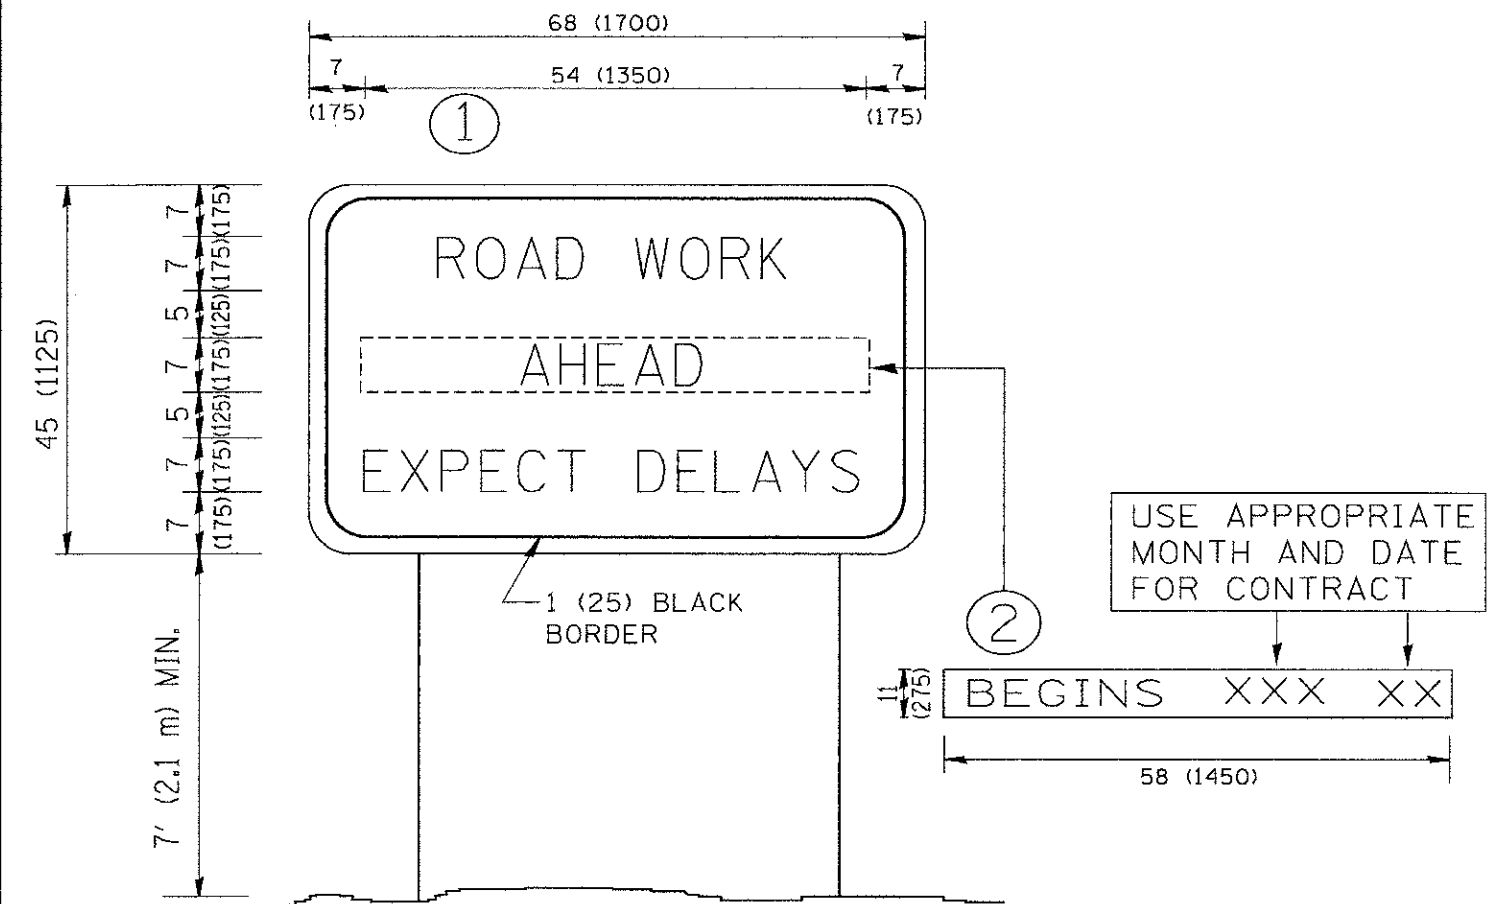 68 (1700)
7
54 (1350)
7
(175)
(175)
1
45 (1125)
7 (175)
7 (175)
5 (125)
7 (175)
5 (125)
7 (175)
7 (175)
7' (2.1 m) MIN.
ROAD WORK
AHEAD
EXPECT DELAYS
1 (25) BLACK
BORDER
USE APPROPRIATE
MONTH AND DATE
FOR CONTRACT
2
11
(275)
BEGINS XXX XX
58 (1450)